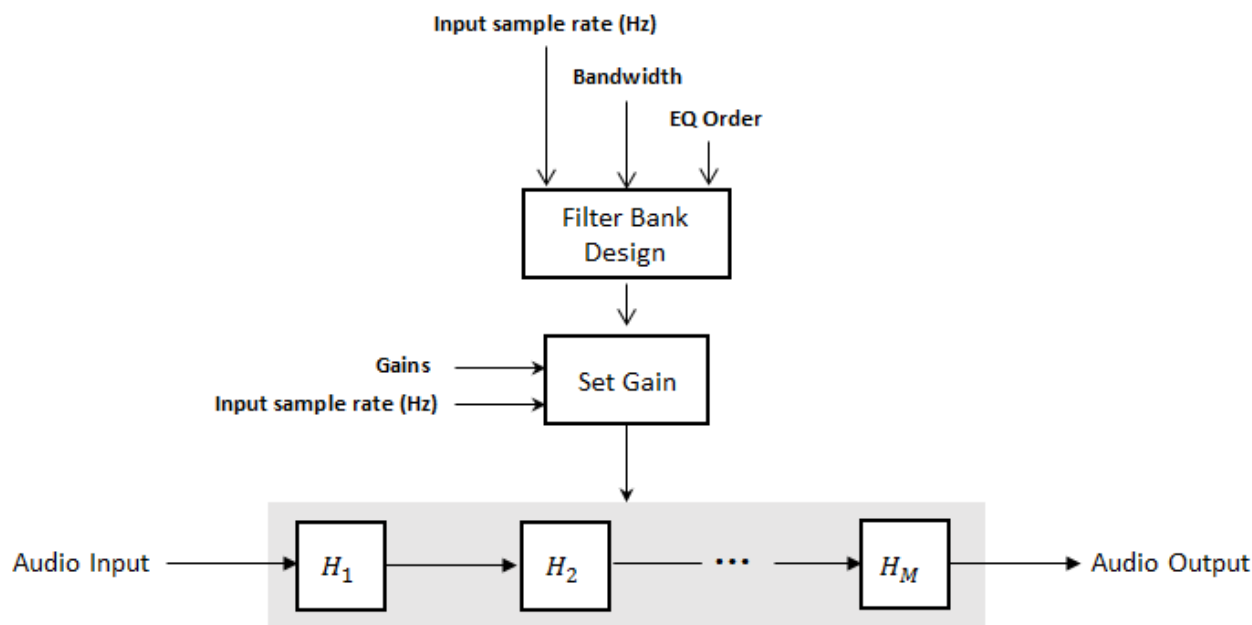 Input sample rate (Hz)
Bandwidth
EQ Order
Filter Bank
Design
Gains
Set Gain
Input sample rate (Hz)
Audio Input
H₁
H₂
•••
H_M
Audio Output